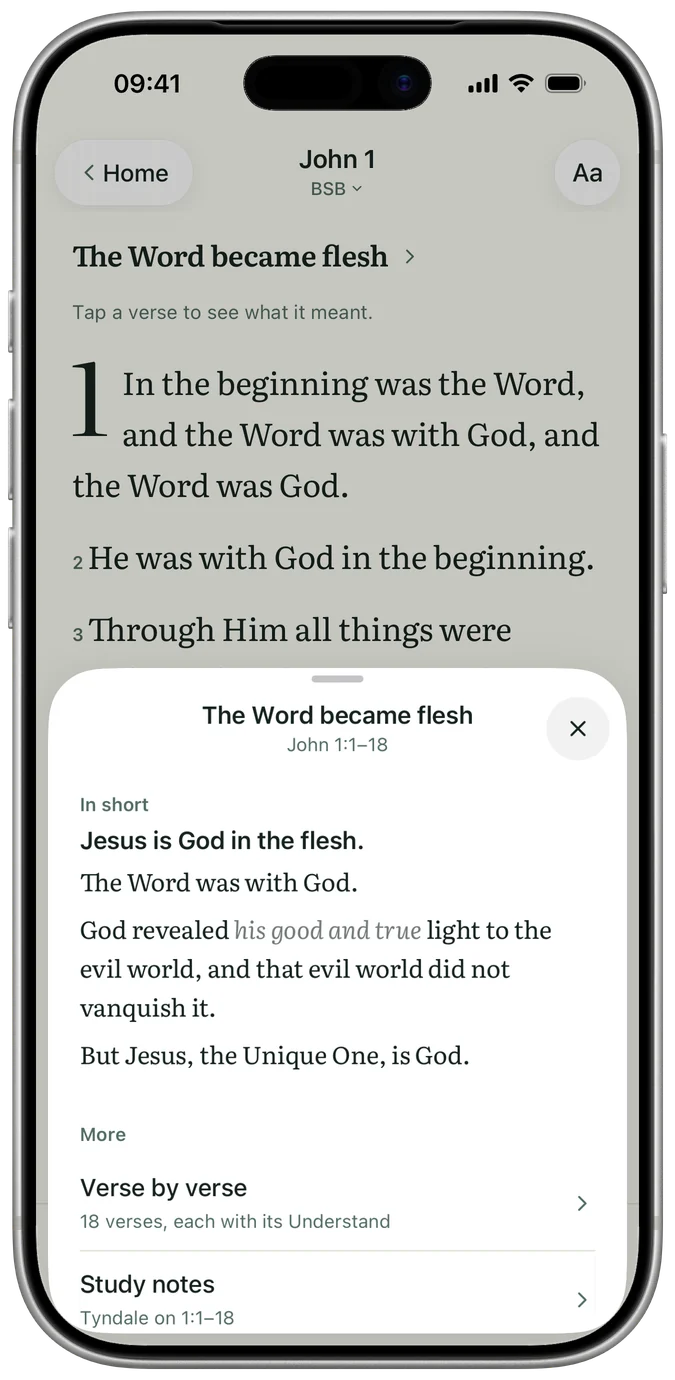 09:41
Home
John 1
BSB
Aa
The Word became flesh
Tap a verse to see what it meant.
1 In the beginning was the Word,
and the Word was with God, and
the Word was God.
2 He was with God in the beginning.
3 Through Him all things were
The Word became flesh
John 1:1–18
In short
Jesus is God in the flesh.
The Word was with God.
God revealed his good and true light to the
evil world, and that evil world did not
vanquish it.
But Jesus, the Unique One, is God.
More
Verse by verse
18 verses, each with its Understand
Study notes
Tyndale on 1:1–18